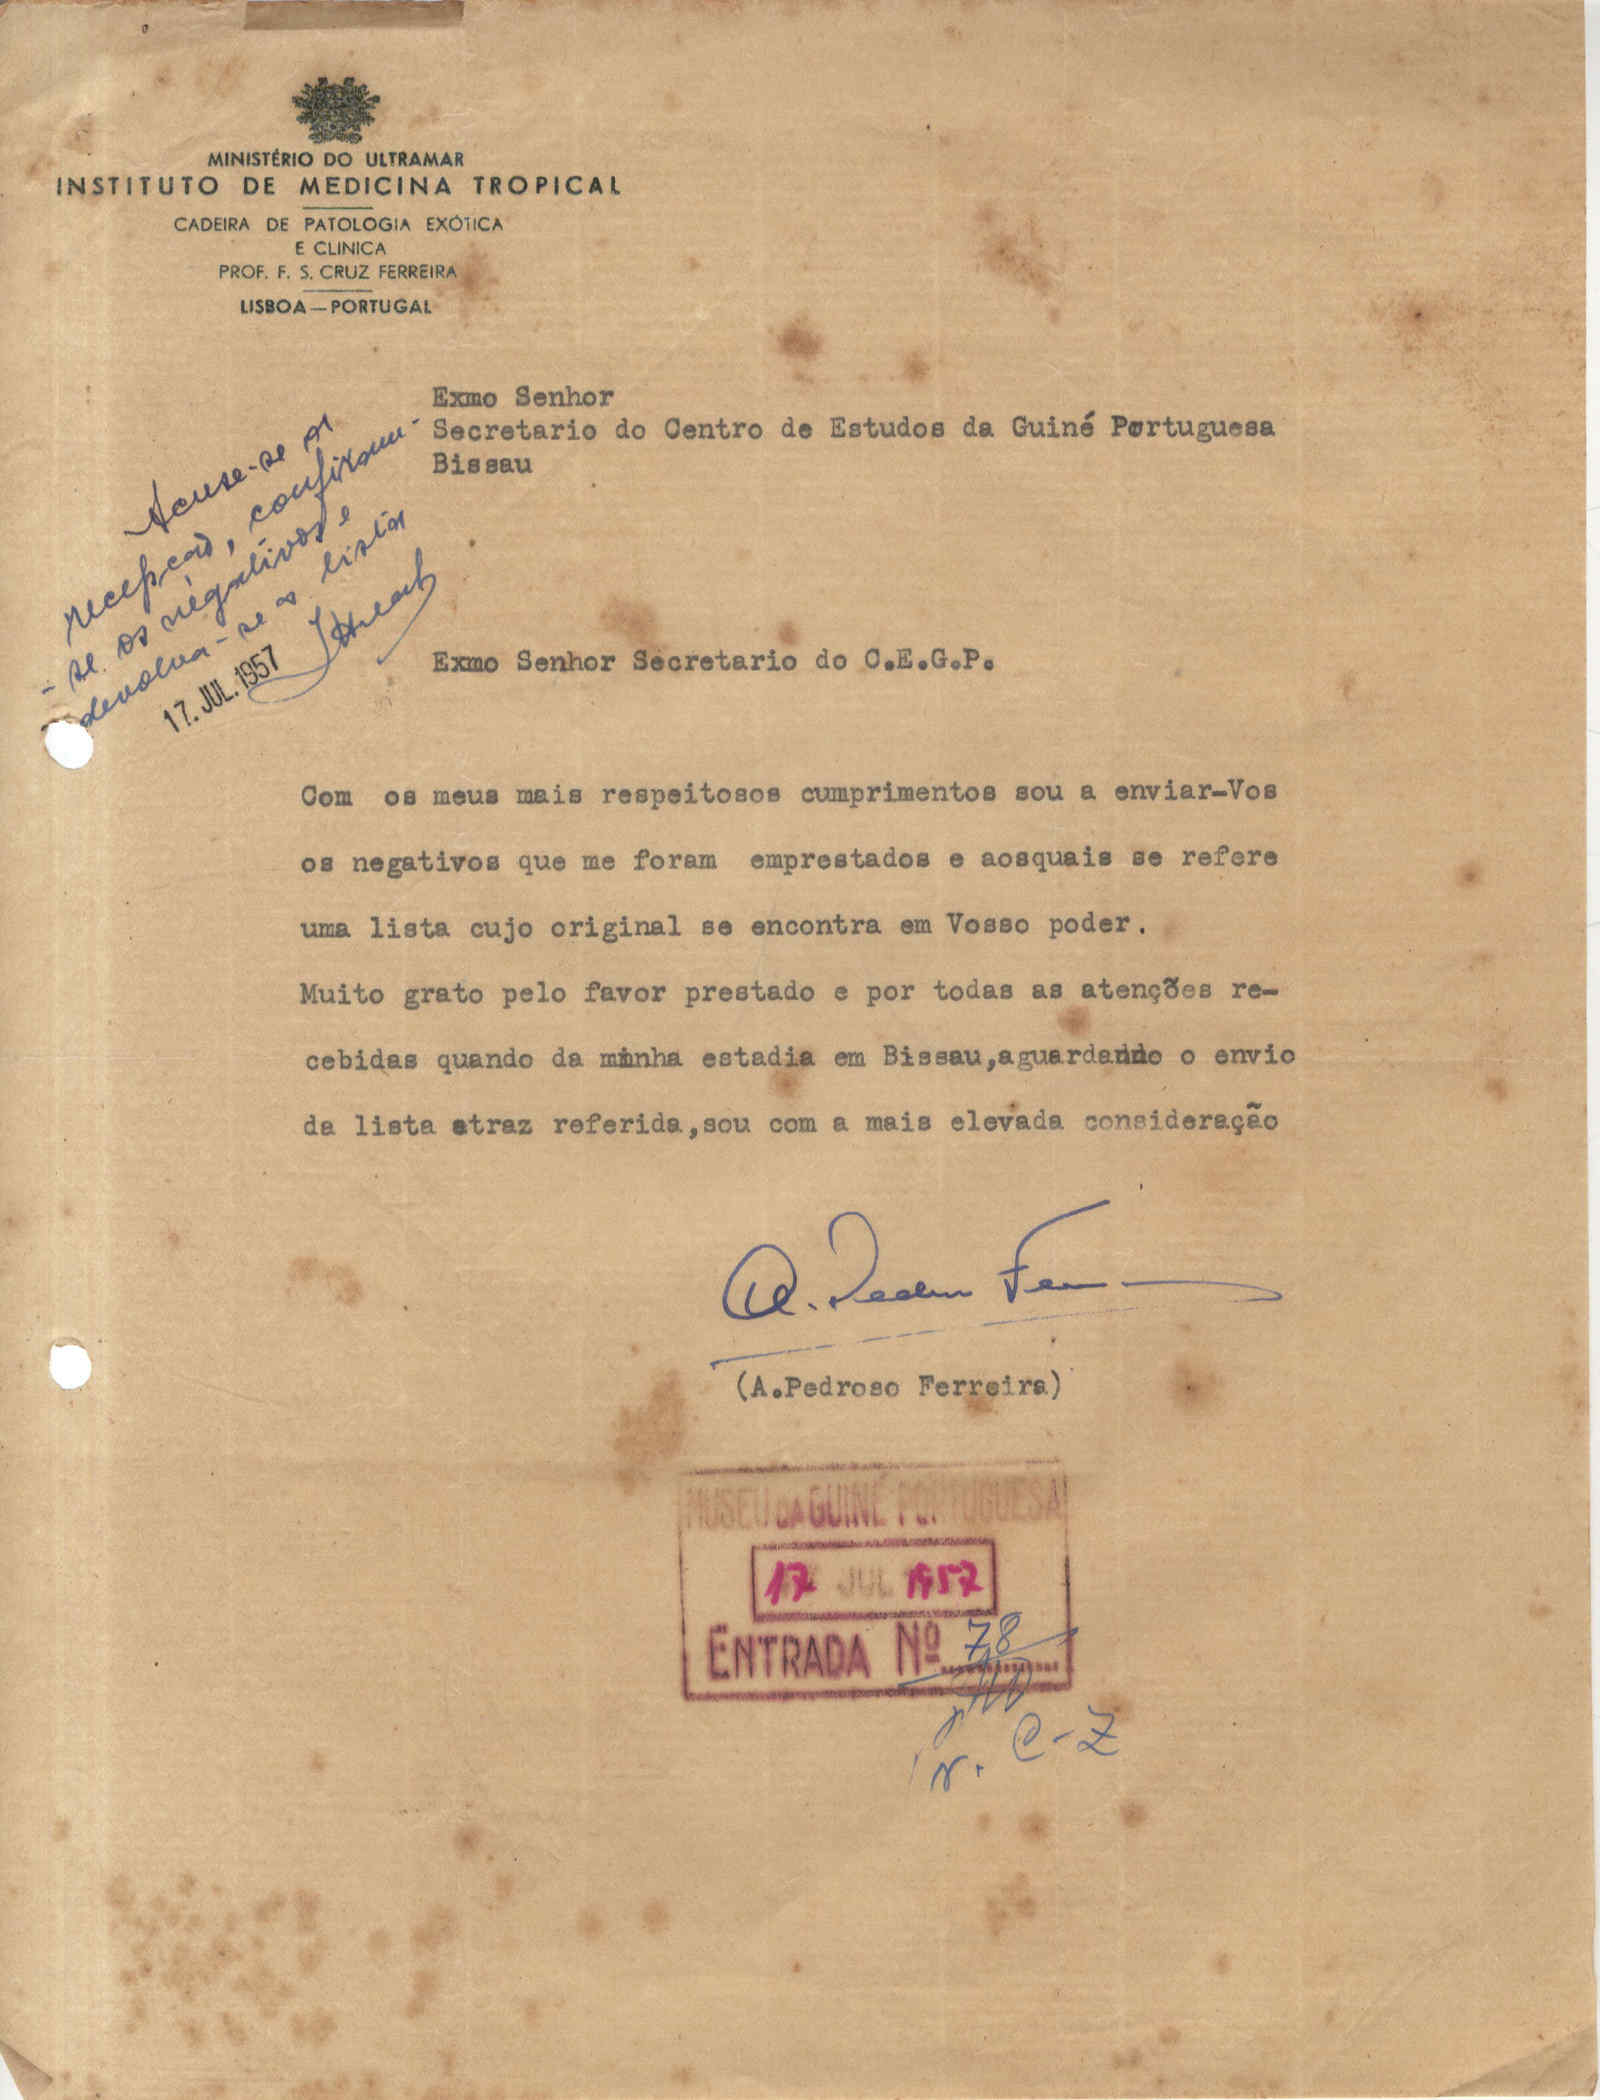 MINISTÉRIO DO ULTRAMAR
INSTITUTO DE MEDICINA TROPICAL
CADEIRA DE PATOLOGIA EXÓTICA
E CLINICA
PROF. F. S. CRUZ FERREIRA
LISBOA — PORTUGAL
Exmo Senhor
Secretario do Centro de Estudos da Guiné Portuguesa
Bissau
Acuse-se a
recepção, confiram-
-se os negativos e
devolva-se a lista
17. JUL. 1957
Exmo Senhor Secretario do C.E.G.P.
Com os meus mais respeitosos cumprimentos sou a enviar-Vos
os negativos que me foram emprestados e aosquais se refere
uma lista cujo original se encontra em Vosso poder.
Muito grato pelo favor prestado e por todas as atenções re-
cebidas quando da minha estadia em Bissau,aguardando o envio
da lista atraz referida,sou com a mais elevada consideração
(A.Pedroso Ferreira)
MUSEU DA GUINÉ PORTUGUESA
17 JUL 1957
ENTRADA Nº 78
C-Z